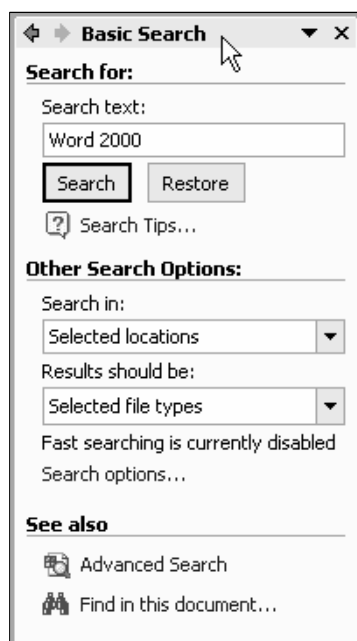 Basic Search
Search for:
Search text:
Word 2000
Search Restore
Search Tips...
Other Search Options:
Search in:
Selected locations
Results should be:
Selected file types
Fast searching is currently disabled
Search options...
See also
Advanced Search
Find in this document...